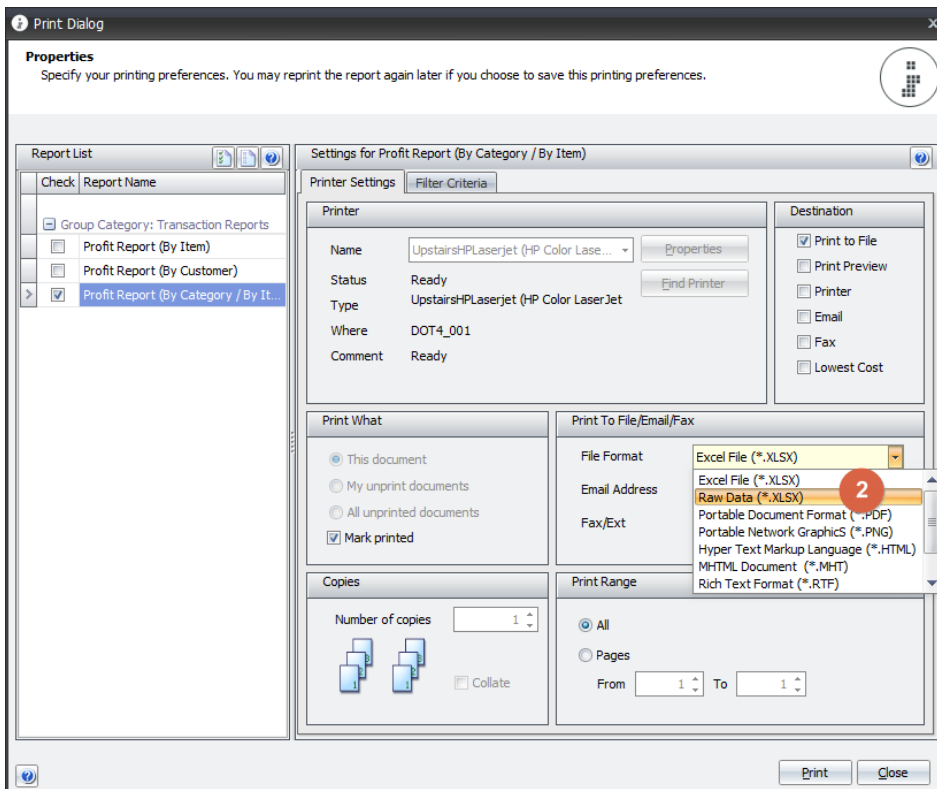 Print Dialog
x
Properties
Specify your printing preferences. You may reprint the report again later if you choose to save this printing preferences.
Report List
Check Report Name
Group Category: Transaction Reports
Profit Report (By Item)
Profit Report (By Customer)
Profit Report (By Category / By It...
Settings for Profit Report (By Category / By Item)
Printer Settings
Filter Criteria
Printer
Name UpstairsHPLaserjet (HP Color Lase... Properties
Status Ready Find Printer
Type UpstairsHPLaserjet (HP Color LaserJet
Where DOT4_001
Comment Ready
Destination
Print to File
Print Preview
Printer
Email
Fax
Lowest Cost
Print What
This document
My unprint documents
All unprinted documents
Mark printed
Print To File/Email/Fax
File Format Excel File (*.XLSX)
Email Address
Fax/Ext
Excel File (*.XLSX)
Raw Data (*.XLSX)
2
Portable Document Format (*.PDF)
Portable Network GraphicS (*.PNG)
Hyper Text Markup Language (*.HTML)
MHTML Document (*.MHT)
Rich Text Format (*.RTF)
Copies
Number of copies 1
Collate
Print Range
All
Pages
From 1 To 1
Print Close